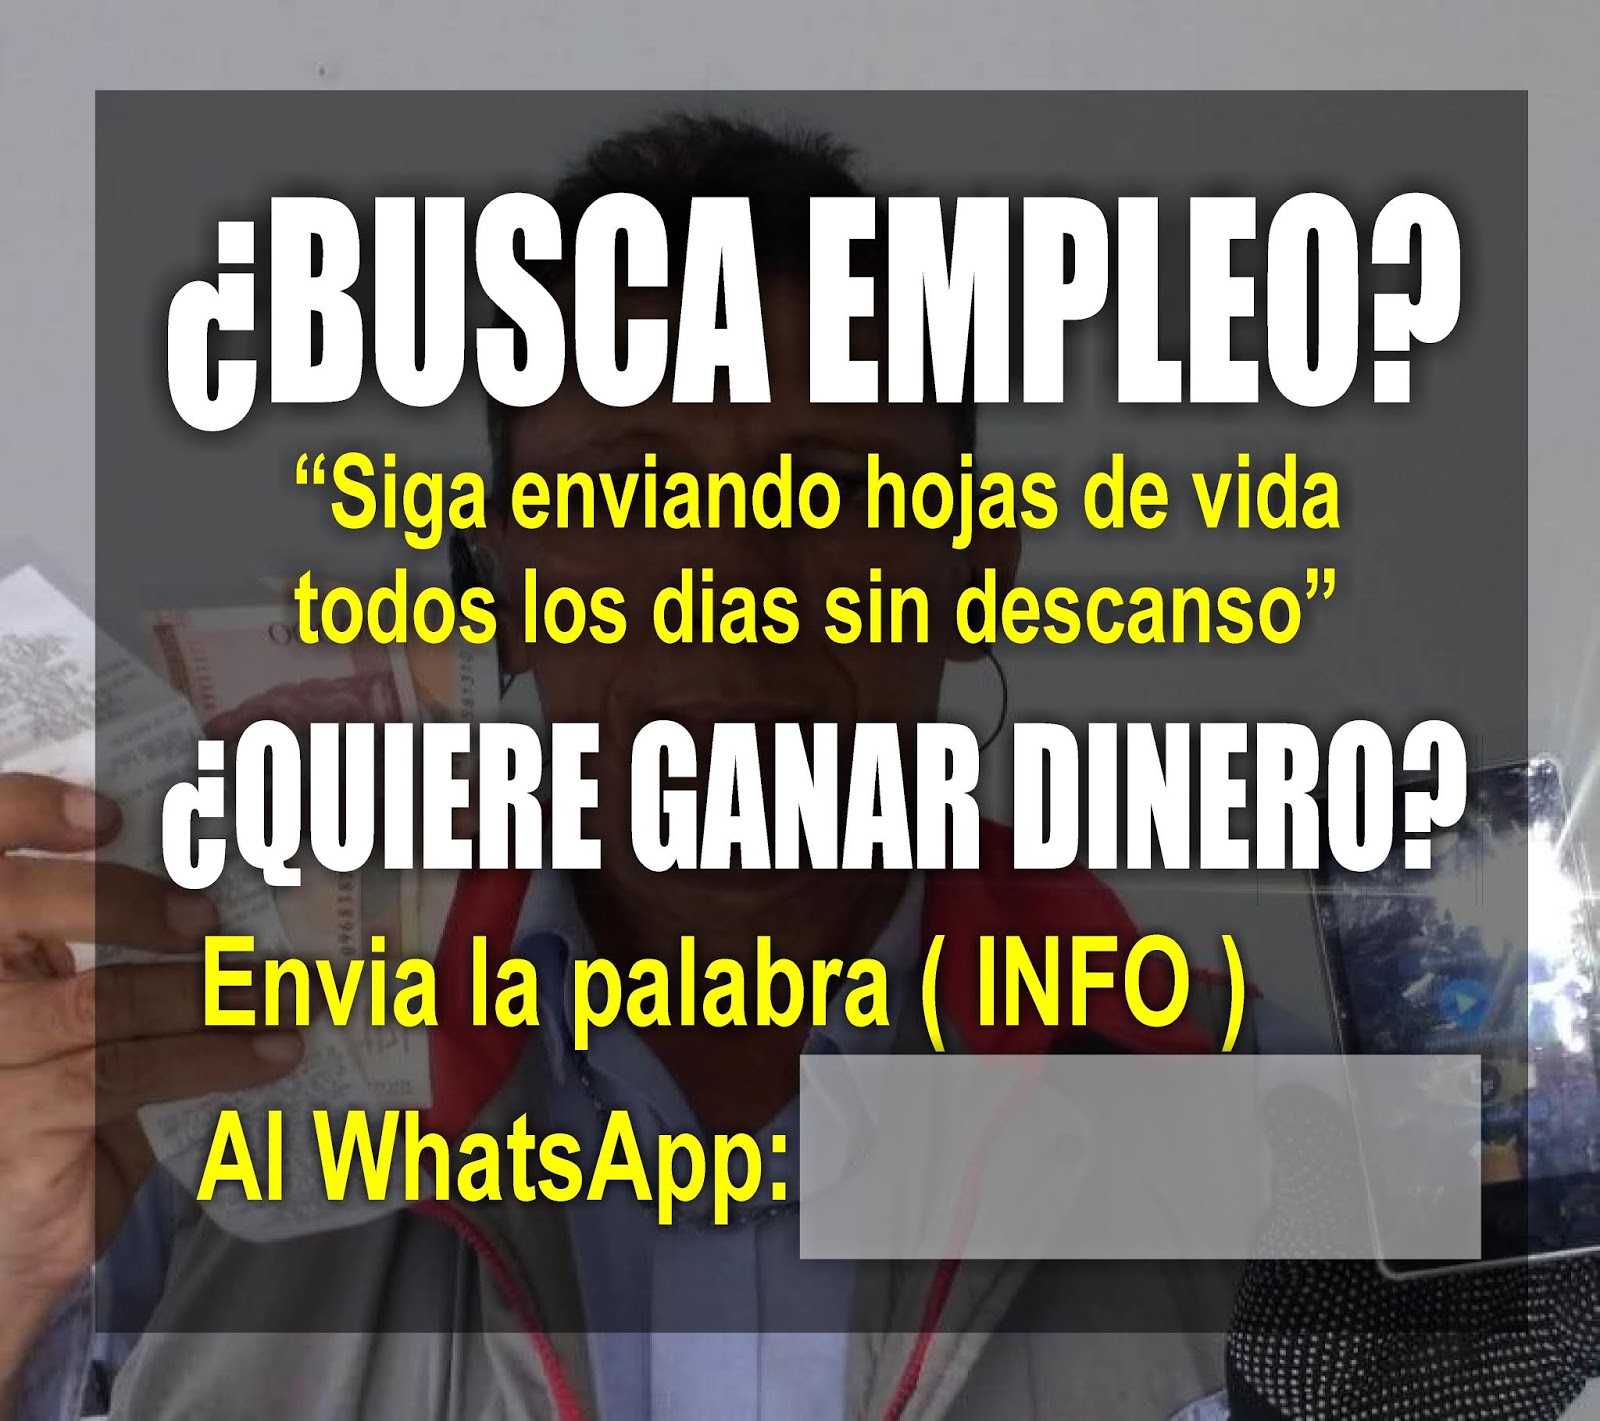 ¿BUSCA EMPLEO?
“Siga enviando hojas de vida
todos los dias sin descanso”
¿QUIERE GANAR DINERO?
Envia la palabra ( INFO )
Al WhatsApp: